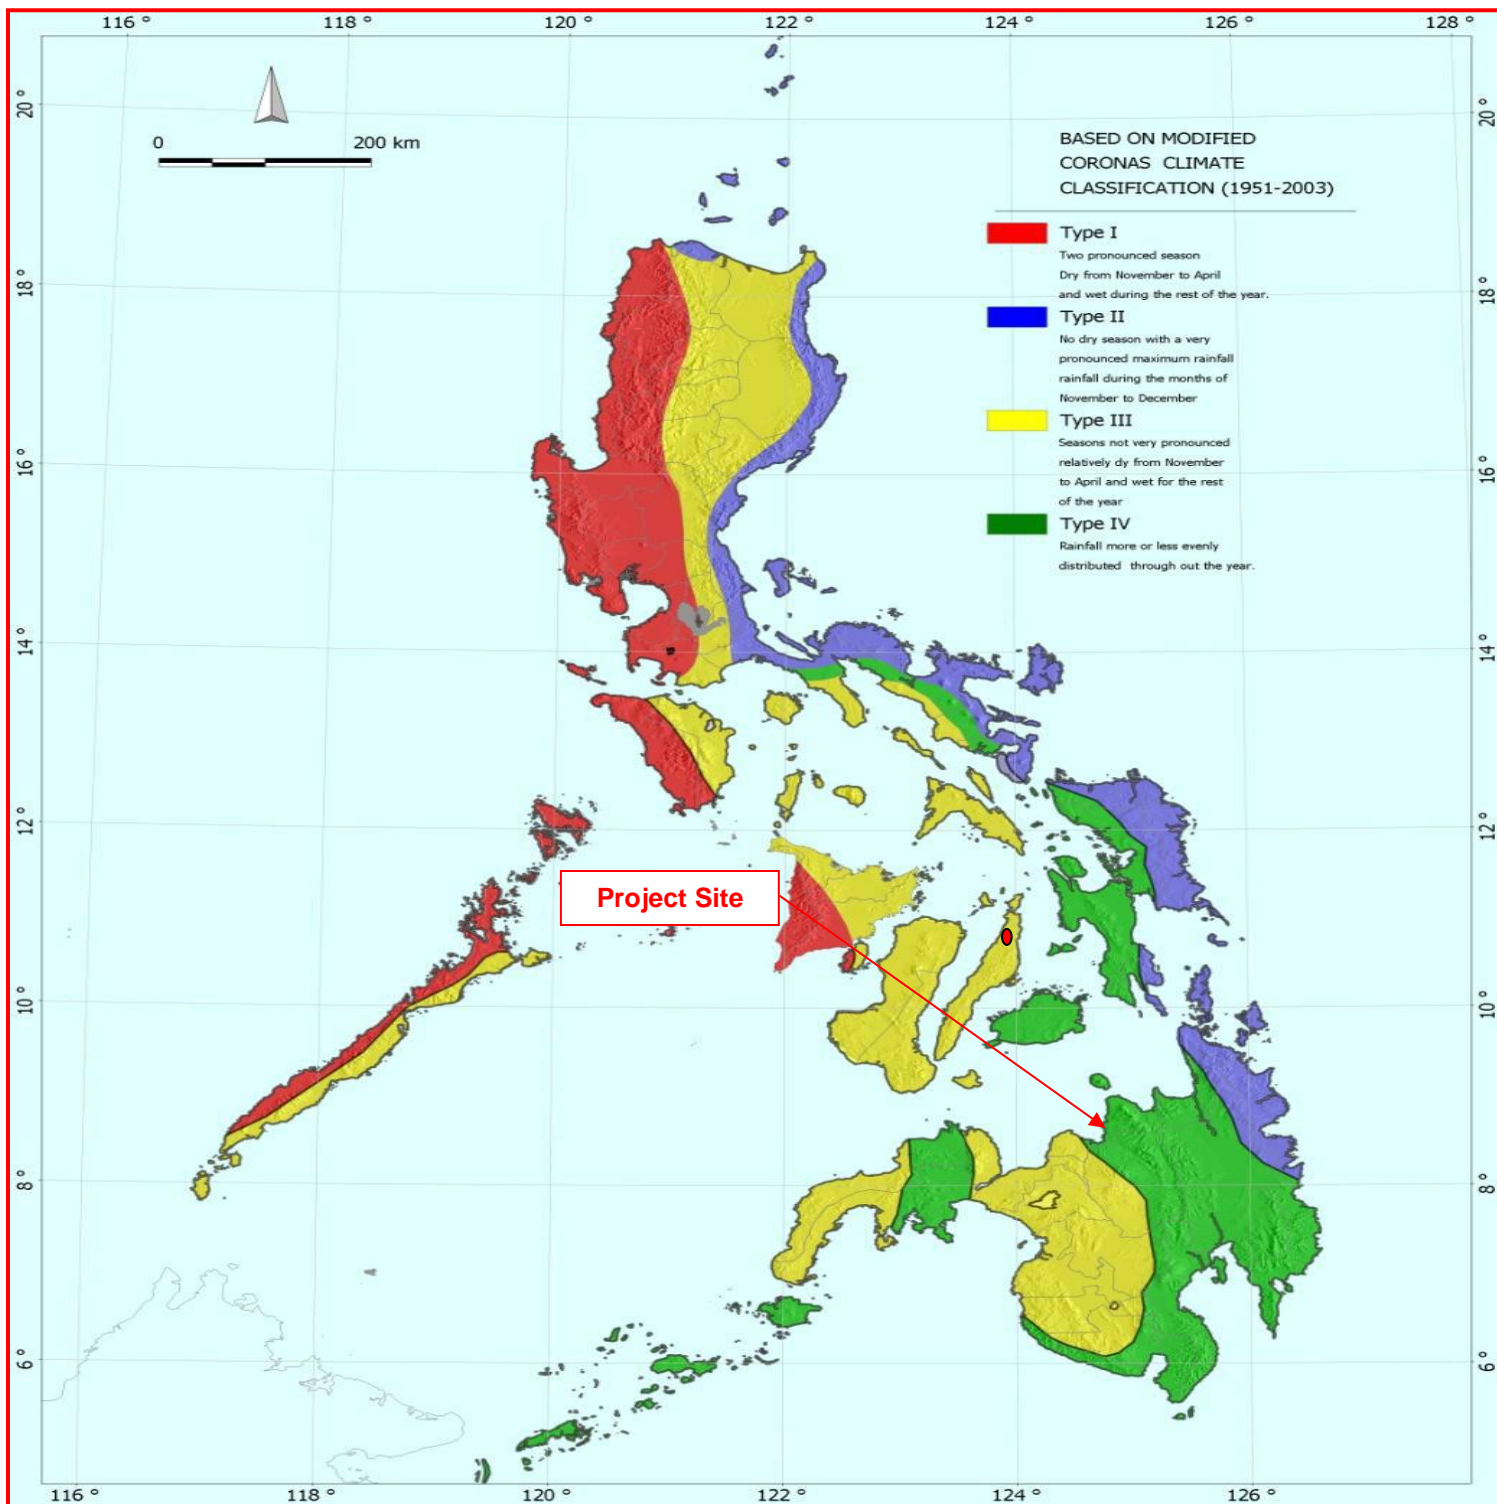 116 ° 118 ° 120 ° 122 ° 124 ° 126 ° 128 °
20 ° 20 °
0 200 km
BASED ON MODIFIED
CORONAS CLIMATE
CLASSIFICATION (1951-2003)
Type I
Two pronounced season
Dry from November to April
and wet during the rest of the year.
18 ° 18 °
Type II
No dry season with a very
pronounced maximum rainfall
rainfall during the months of
November to December
Type III
Seasons not very pronounced
relatively dy from November
to April and wet for the rest
of the year
16 ° 16 °
Type IV
Rainfall more or less evenly
distributed through out the year.
14 ° 14 °
12 ° 12 °
Project Site
10 ° 10 °
8 ° 8 °
6 ° 6 °
116 ° 118 ° 120 ° 122 ° 124 ° 126 °